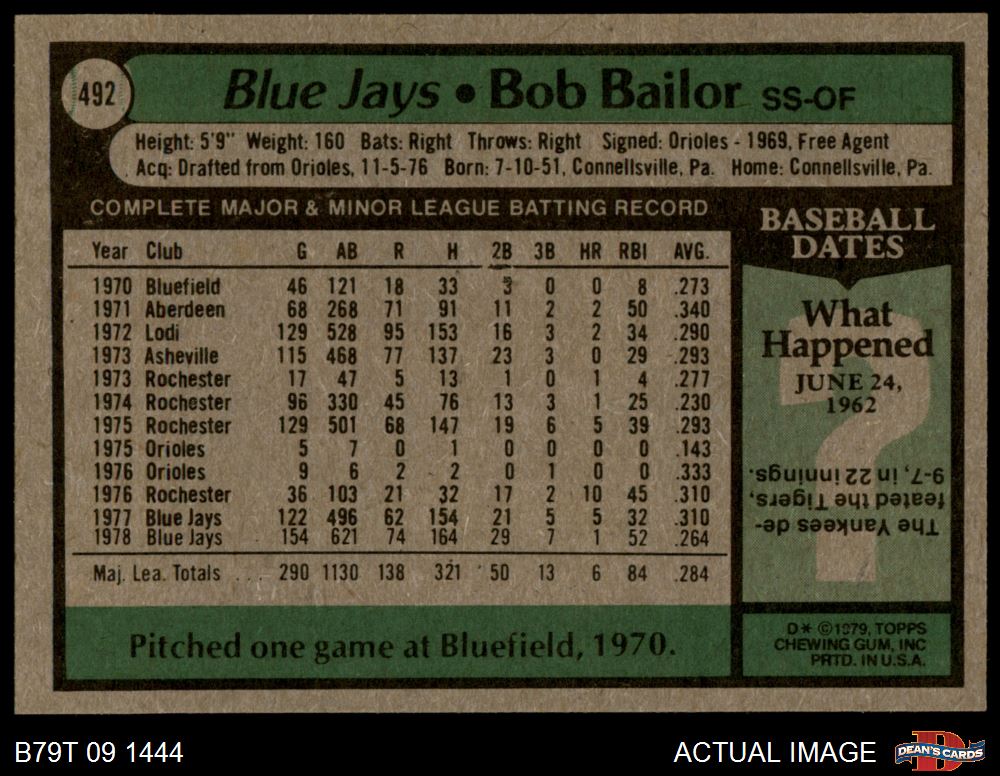 492
Blue Jays • Bob Bailor SS-OF
Height: 5'9" Weight: 160 Bats: Right Throws: Right Signed: Orioles - 1969, Free Agent
Acq: Drafted from Orioles, 11-5-76 Born: 7-10-51, Connellsville, Pa. Home: Connellsville, Pa.
COMPLETE MAJOR & MINOR LEAGUE BATTING RECORD
Year Club G AB R H 2B 3B HR RBI AVG.
1970 Bluefield 46 121 18 33 3 0 0 8 .273
1971 Aberdeen 68 268 71 91 11 2 2 50 .340
1972 Lodi 129 528 95 153 16 3 2 34 .290
1973 Asheville 115 468 77 137 23 3 0 29 .293
1973 Rochester 17 47 5 13 1 0 1 4 .277
1974 Rochester 96 330 45 76 13 3 1 25 .230
1975 Rochester 129 501 68 147 19 6 5 39 .293
1975 Orioles 5 7 0 1 0 0 0 0 .143
1976 Orioles 9 6 2 2 0 1 0 0 .333
1976 Rochester 36 103 21 32 17 2 10 45 .310
1977 Blue Jays 122 496 62 154 21 5 5 32 .310
1978 Blue Jays 154 621 74 164 29 7 1 52 .264
Maj. Lea. Totals ... 290 1130 138 321 50 13 6 84 .284
Pitched one game at Bluefield, 1970.
BASEBALL
DATES
What
Happened
JUNE 24,
1962
?
The Yankees de-
feated the Tigers,
9-7, in 22 innings.
D* ©1979, TOPPS
CHEWING GUM, INC
PRTD. IN U.S.A.
B79T 09 1444
ACTUAL IMAGE
D
DEAN'S CARDS